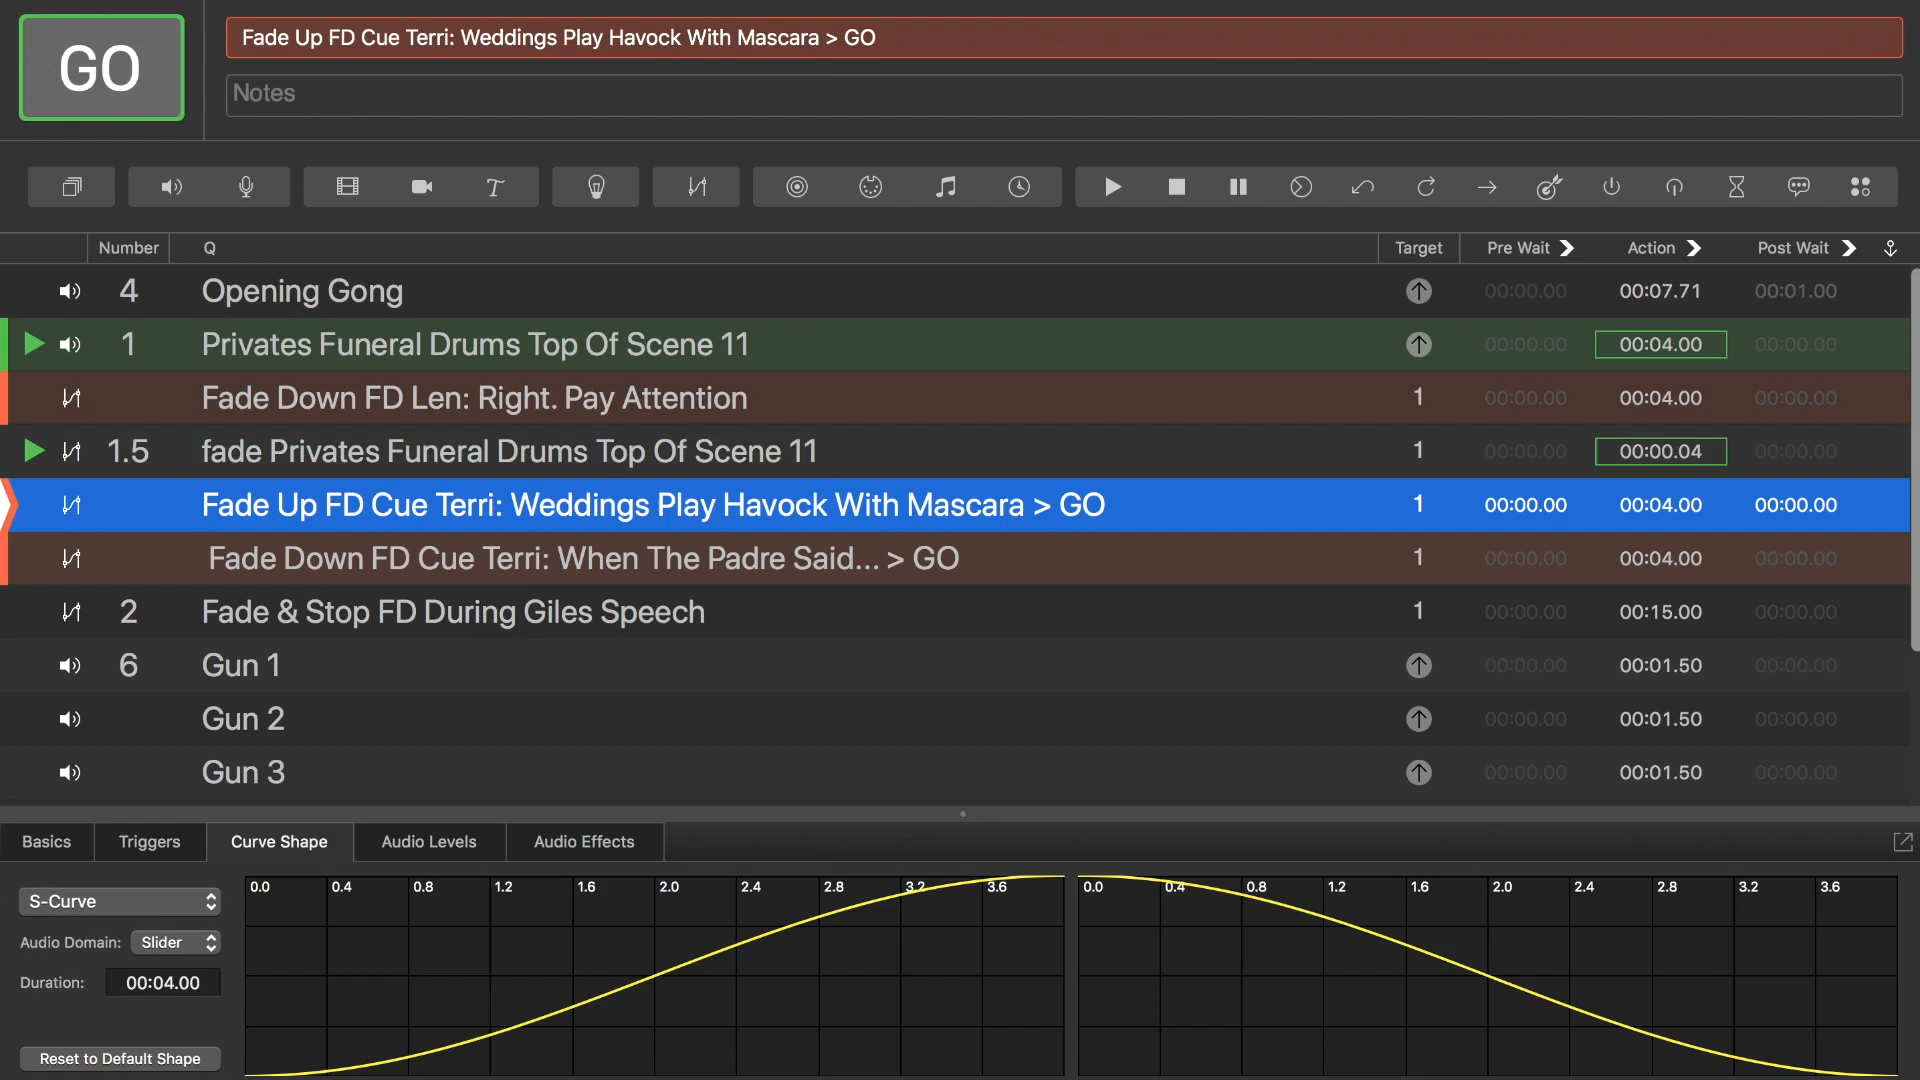 GO
Fade Up FD Cue Terri: Weddings Play Havock With Mascara > GO
Notes
Number Q Target Pre Wait Action Post Wait
4 Opening Gong 00:00.00 00:07.71 00:01.00
1 Privates Funeral Drums Top Of Scene 11 00:00.00 00:04.00 00:00.00
Fade Down FD Len: Right. Pay Attention 1 00:00.00 00:04.00 00:00.00
1.5 fade Privates Funeral Drums Top Of Scene 11 1 00:00.00 00:00.04 00:00.00
Fade Up FD Cue Terri: Weddings Play Havock With Mascara > GO 1 00:00.00 00:04.00 00:00.00
Fade Down FD Cue Terri: When The Padre Said... > GO 1 00:00.00 00:04.00 00:00.00
2 Fade & Stop FD During Giles Speech 1 00:00.00 00:15.00 00:00.00
6 Gun 1 00:00.00 00:01.50 00:00.00
Gun 2 00:00.00 00:01.50 00:00.00
Gun 3 00:00.00 00:01.50 00:00.00
Basics Triggers Curve Shape Audio Levels Audio Effects
0.0 0.4 0.8 1.2 1.6 2.0 2.4 2.8 3.2 3.6 0.0 0.4 0.8 1.2 1.6 2.0 2.4 2.8 3.2 3.6
S-Curve
Audio Domain: Slider
Duration: 00:04.00
Reset to Default Shape